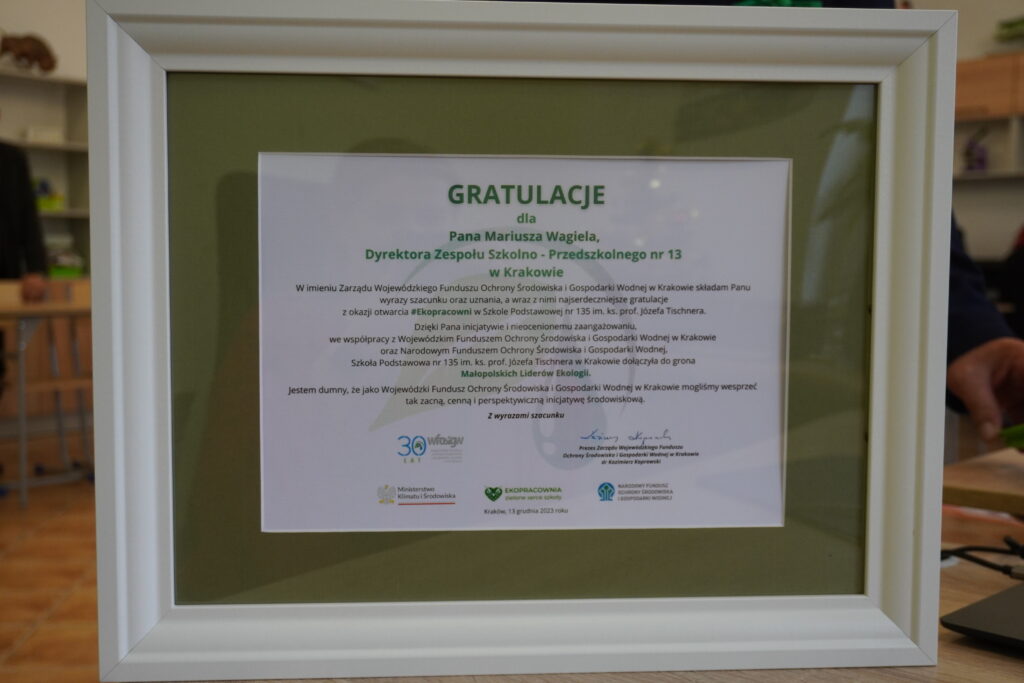 GRATULACJE
dla
Pana Mariusza Wagiela,
Dyrektora Zespołu Szkolno - Przedszkolnego nr 13
w Krakowie
W imieniu Zarządu Wojewódzkiego Funduszu Ochrony Środowiska i Gospodarki Wodnej w Krakowie składam Panu
wyrazy szacunku oraz uznania, a wraz z nimi najserdeczniejsze gratulacje
z okazji otwarcia #Ekopracowni w Szkole Podstawowej nr 135 im. ks. prof. Józefa Tischnera.
Dzięki Pana inicjatywie i nieocenionemu zaangażowaniu,
we współpracy z Wojewódzkim Funduszem Ochrony Środowiska i Gospodarki Wodnej w Krakowie
oraz Narodowym Funduszem Ochrony Środowiska i Gospodarki Wodnej,
Szkoła Podstawowa nr 135 im. ks. prof. Józefa Tischnera w Krakowie dołączyła do grona
Małopolskich Liderów Ekologii.
Jestem dumny, że jako Wojewódzki Fundusz Ochrony Środowiska i Gospodarki Wodnej w Krakowie mogliśmy wesprzeć
tak zacną, cenną i perspektywiczną inicjatywę środowiskową.
Z wyrazami szacunku
30 wfośigw
LAT
Prezes Zarządu Wojewódzkiego Funduszu
Ochrony Środowiska i Gospodarki Wodnej w Krakowie
dr Kazimierz Koprowski
Ministerstwo
Klimatu i Środowiska
EKOPRACOWNIA
zielone serce szkoły
NARODOWY FUNDUSZ
OCHRONY ŚRODOWISKA
I GOSPODARKI WODNEJ
Kraków, 13 grudnia 2023 roku